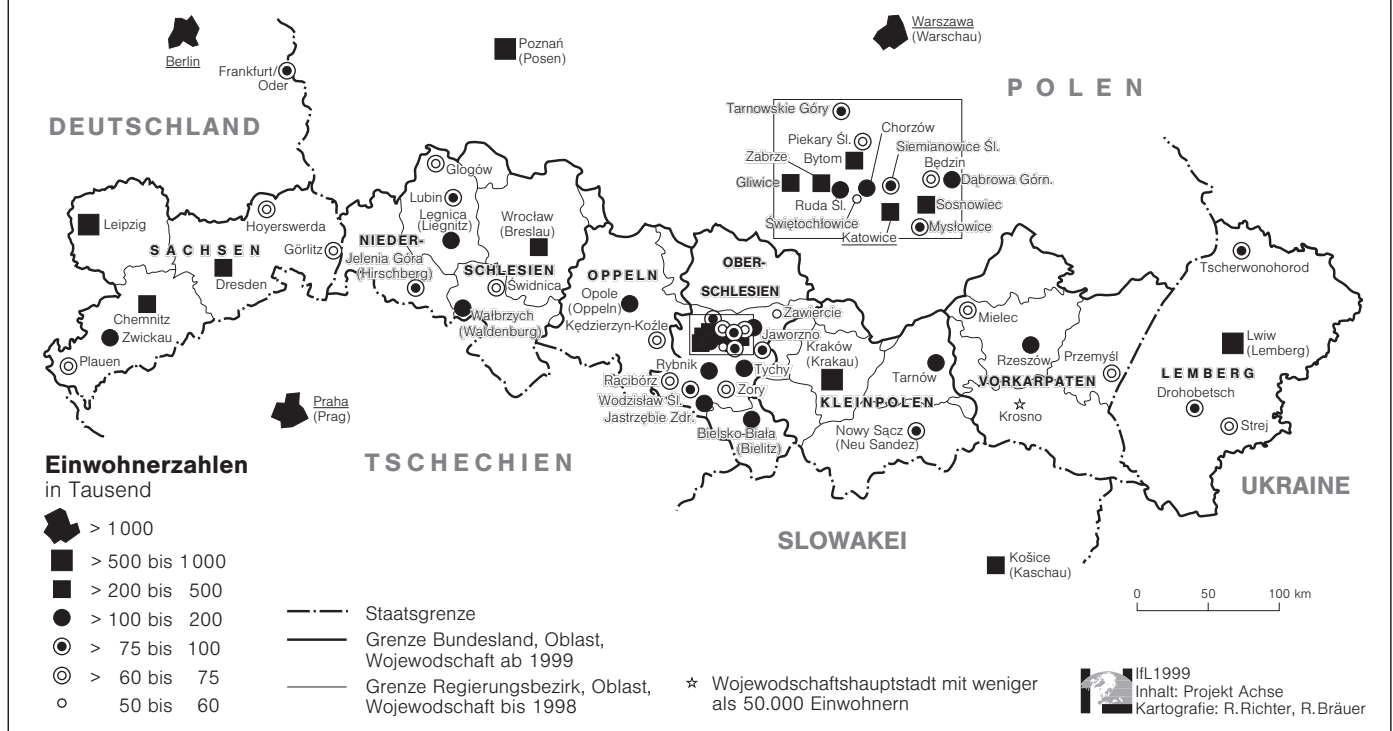 Berlin
Frankfurt/
Oder
Poznań
(Posen)
Warszawa
(Warschau)
POLEN
DEUTSCHLAND
Tarnowskie Góry
Chorzów
Piekary Śl.
Siemianowice Śl.
Zabrze
Bytom
Będzin
Gliwice
Dąbrowa Górn.
Ruda Śl.
Sosnowiec
Świętochłowice
Mysłowice
Katowice
Glogów
Lubin
Legnica
(Liegnitz)
Wrocław
(Breslau)
Leipzig
Hoyerswerda
SACHSEN
Görlitz
Dresden
NIEDER-
SCHLESIEN
Jelenia Góra
(Hirschberg)
Świdnica
Wałbrzych
(Waldenburg)
Chemnitz
Zwickau
Plauen
OPPELN
Opole
(Oppeln)
Kędzierzyn-Koźle
OBER-
SCHLESIEN
Zawiercie
Jaworzno
Kraków
(Krakau)
Rybnik
Tychy
Racibórz
Żory
Wodzisław Śl.
Jastrzębie Zdr.
Bielsko-Biała
(Bielitz)
Tarnów
KLEINPOLEN
Nowy Sącz
(Neu Sandez)
Mielec
Rzeszów
Przemyśl
VORKARPATEN
Krosno
Tscherwonohorod
Lwiw
(Lemberg)
LEMBERG
Drohobetsch
Strej
Praha
(Prag)
TSCHECHIEN
SLOWAKEI
UKRAINE
Košice
(Kaschau)
Einwohnerzahlen
in Tausend
> 1000
> 500 bis 1000
> 200 bis 500
> 100 bis 200
> 75 bis 100
> 60 bis 75
50 bis 60
Staatsgrenze
Grenze Bundesland, Oblast,
Wojewodschaft ab 1999
Grenze Regierungsbezirk, Oblast,
Wojewodschaft bis 1998
Wojewodschaftshauptstadt mit weniger
als 50.000 Einwohnern
0 50 100 km
IfL1999
Inhalt: Projekt Achse
Kartografie: R.Richter, R.Bräuer